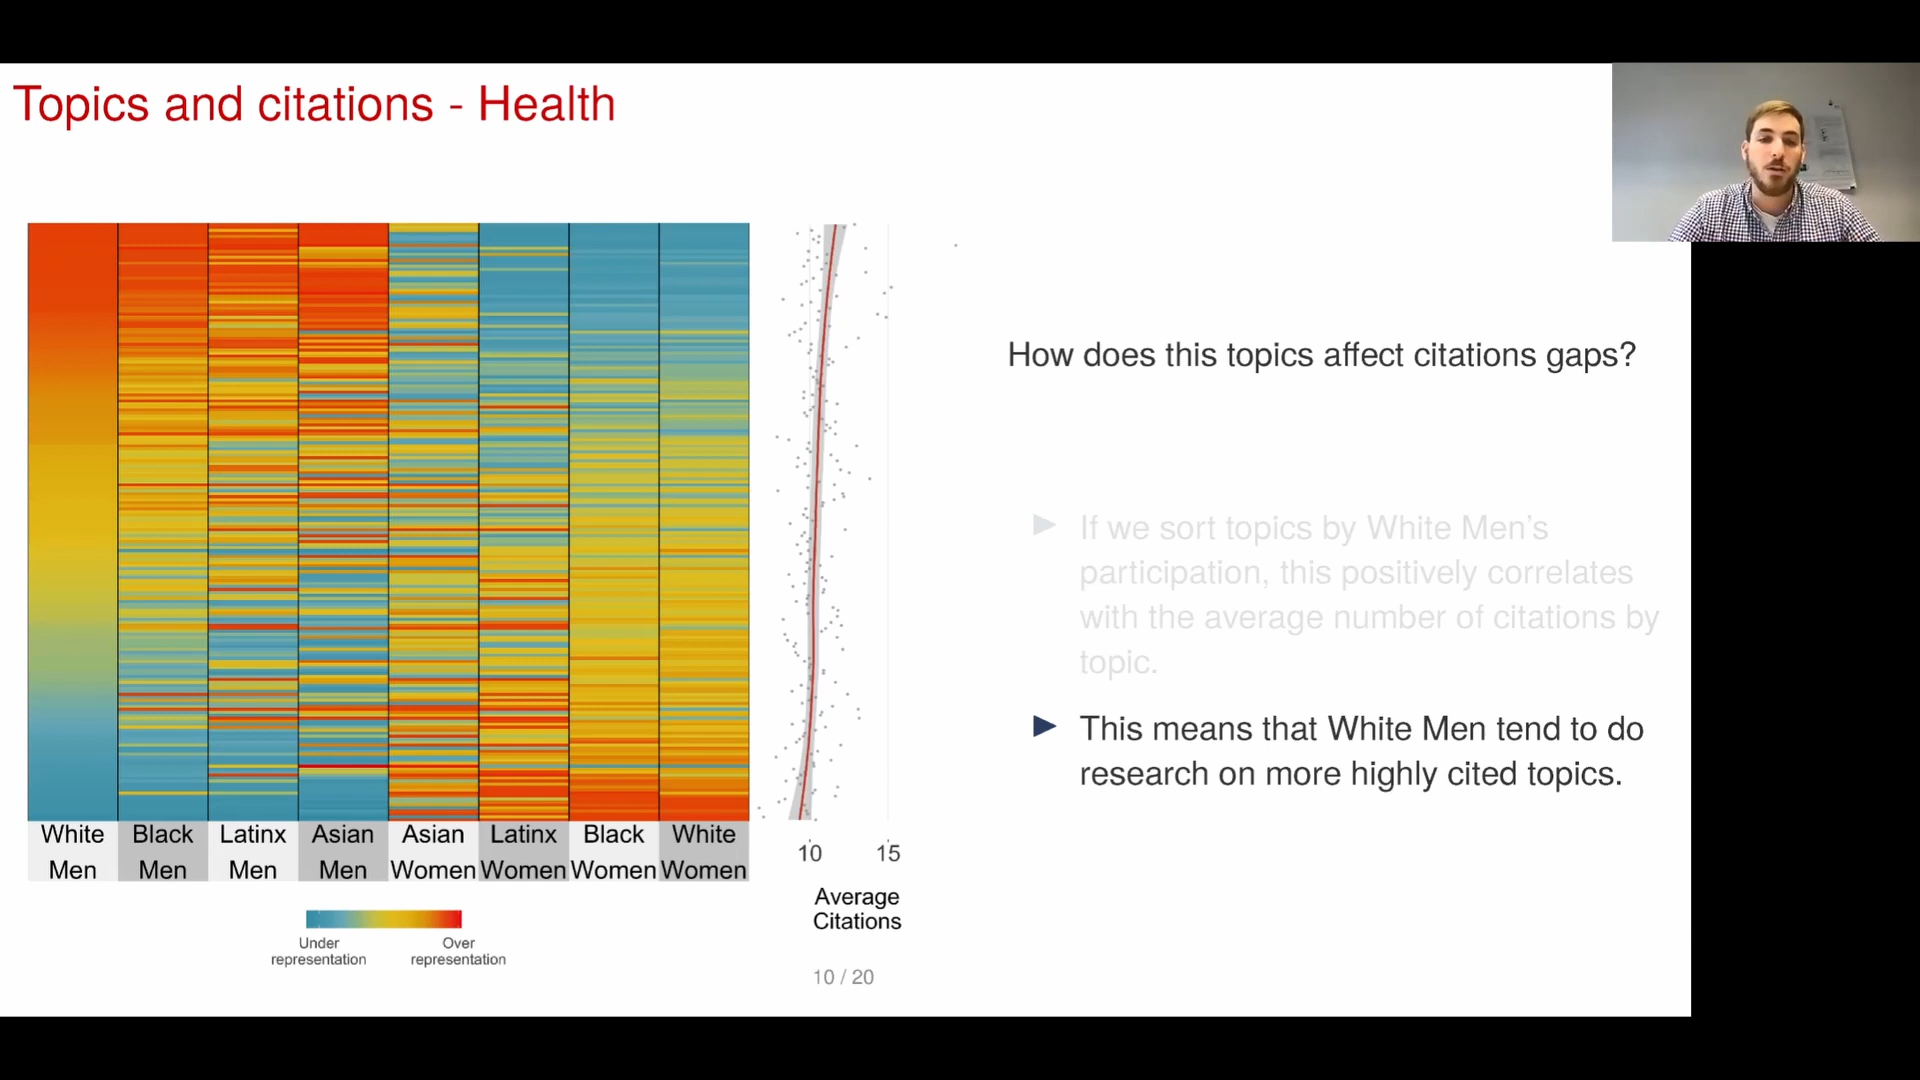 Topics and citations - Health
How does this topics affect citations gaps?
▶ If we sort topics by White Men’s
participation, this positively correlates
with the average number of citations by
topic.
▶ This means that White Men tend to do
research on more highly cited topics.
White Men
Black Men
Latinx Men
Asian Men
Asian Women
Latinx Women
Black Women
White Women
10 15
Average
Citations
Under
representation
Over
representation
10 / 20